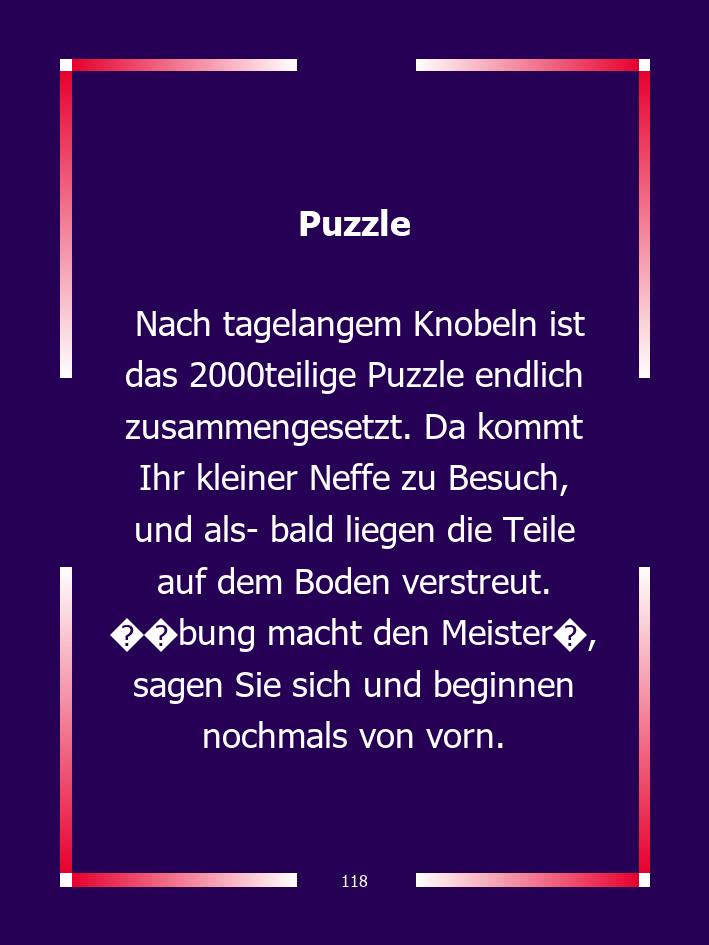 Puzzle
Nach tagelangem Knobeln ist
das 2000teilige Puzzle endlich
zusammengesetzt. Da kommt
Ihr kleiner Neffe zu Besuch,
und als- bald liegen die Teile
auf dem Boden verstreut.
��bung macht den Meister�,
sagen Sie sich und beginnen
nochmals von vorn.
118